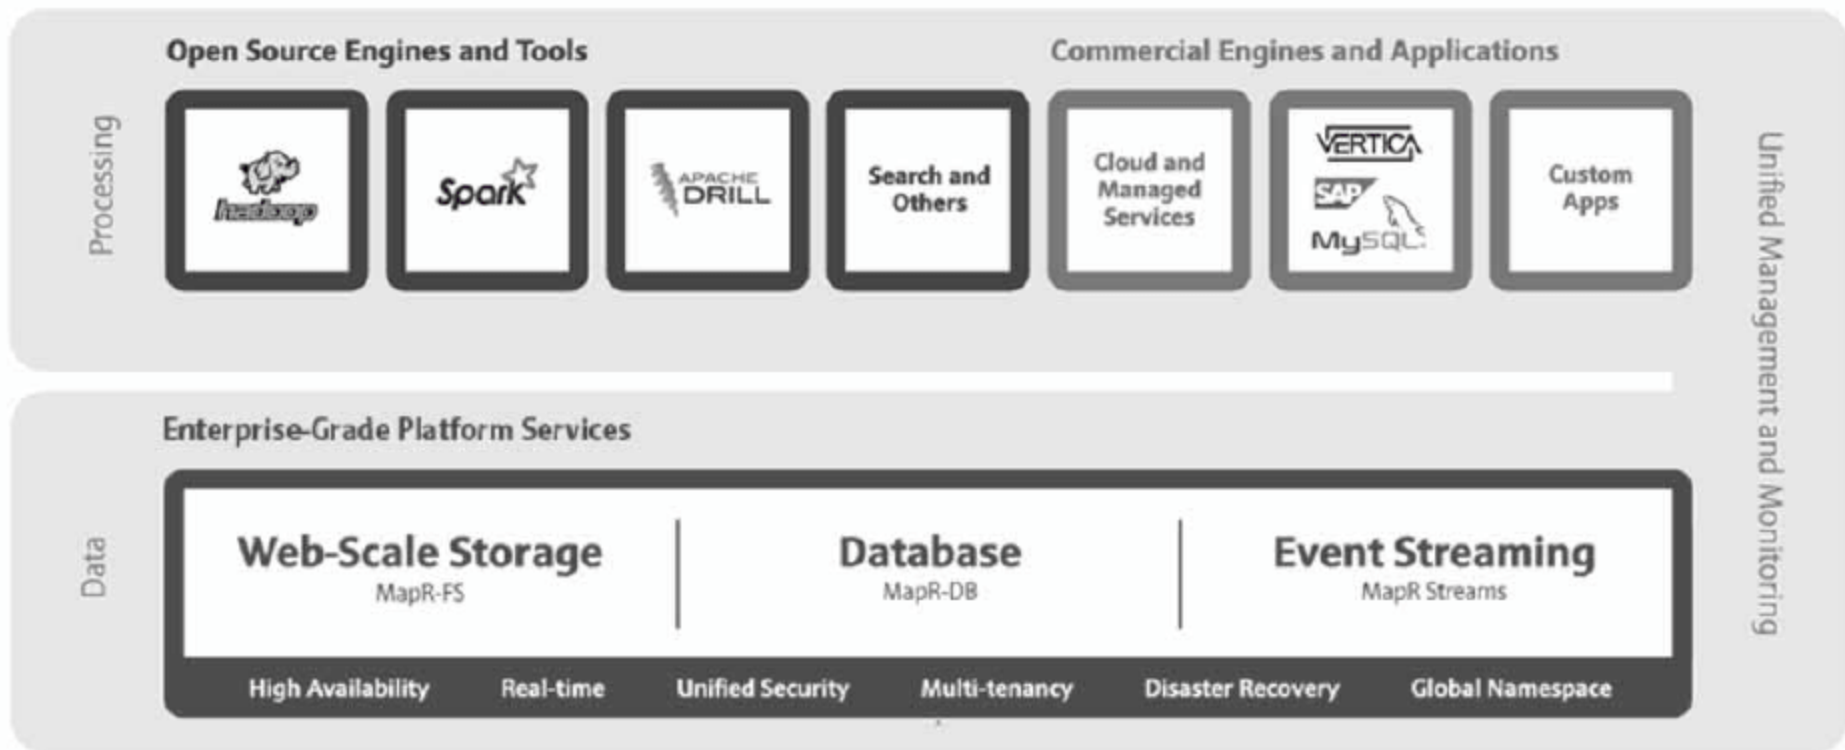 Open Source Engines and Tools
Commercial Engines and Applications
Processing
hadoop
Spark
APACHE
DRILL
Search and
Others
Cloud and
Managed
Services
VERTICA
SAP
MySQL
Custom
Apps
Unified Management and Monitoring
Enterprise-Grade Platform Services
Data
Web-Scale Storage
MapR-FS
Database
MapR-DB
Event Streaming
MapR Streams
High Availability
Real-time
Unified Security
Multi-tenancy
Disaster Recovery
Global Namespace